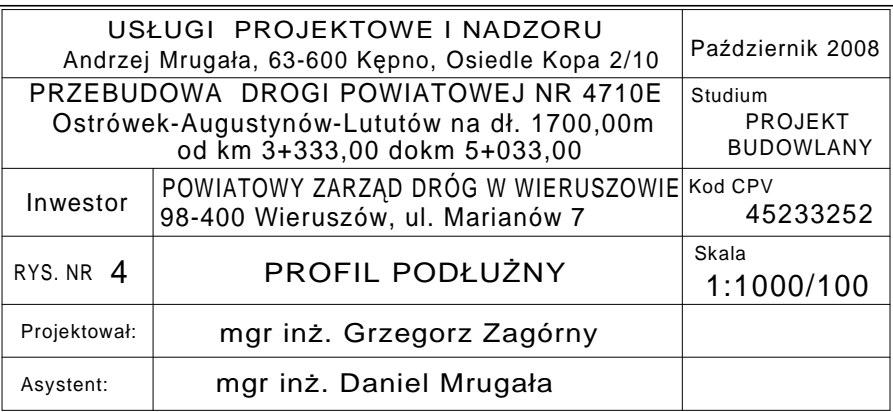 USŁUGI PROJEKTOWE I NADZORU
Andrzej Mrugała, 63-600 Kępno, Osiedle Kopa 2/10
Październik 2008
PRZEBUDOWA DROGI POWIATOWEJ NR 4710E
Ostrówek-Augustynów-Lututów na dł. 1700,00m
od km 3+333,00 dokm 5+033,00
Studium
PROJEKT
BUDOWLANY
Inwestor
POWIATOWY ZARZĄD DRÓG W WIERUSZOWIE
98-400 Wieruszów, ul. Marianów 7
Kod CPV
45233252
RYS. NR 4
PROFIL PODŁUŻNY
Skala
1:1000/100
Projektował:
mgr inż. Grzegorz Zagórny
Asystent:
mgr inż. Daniel Mrugała